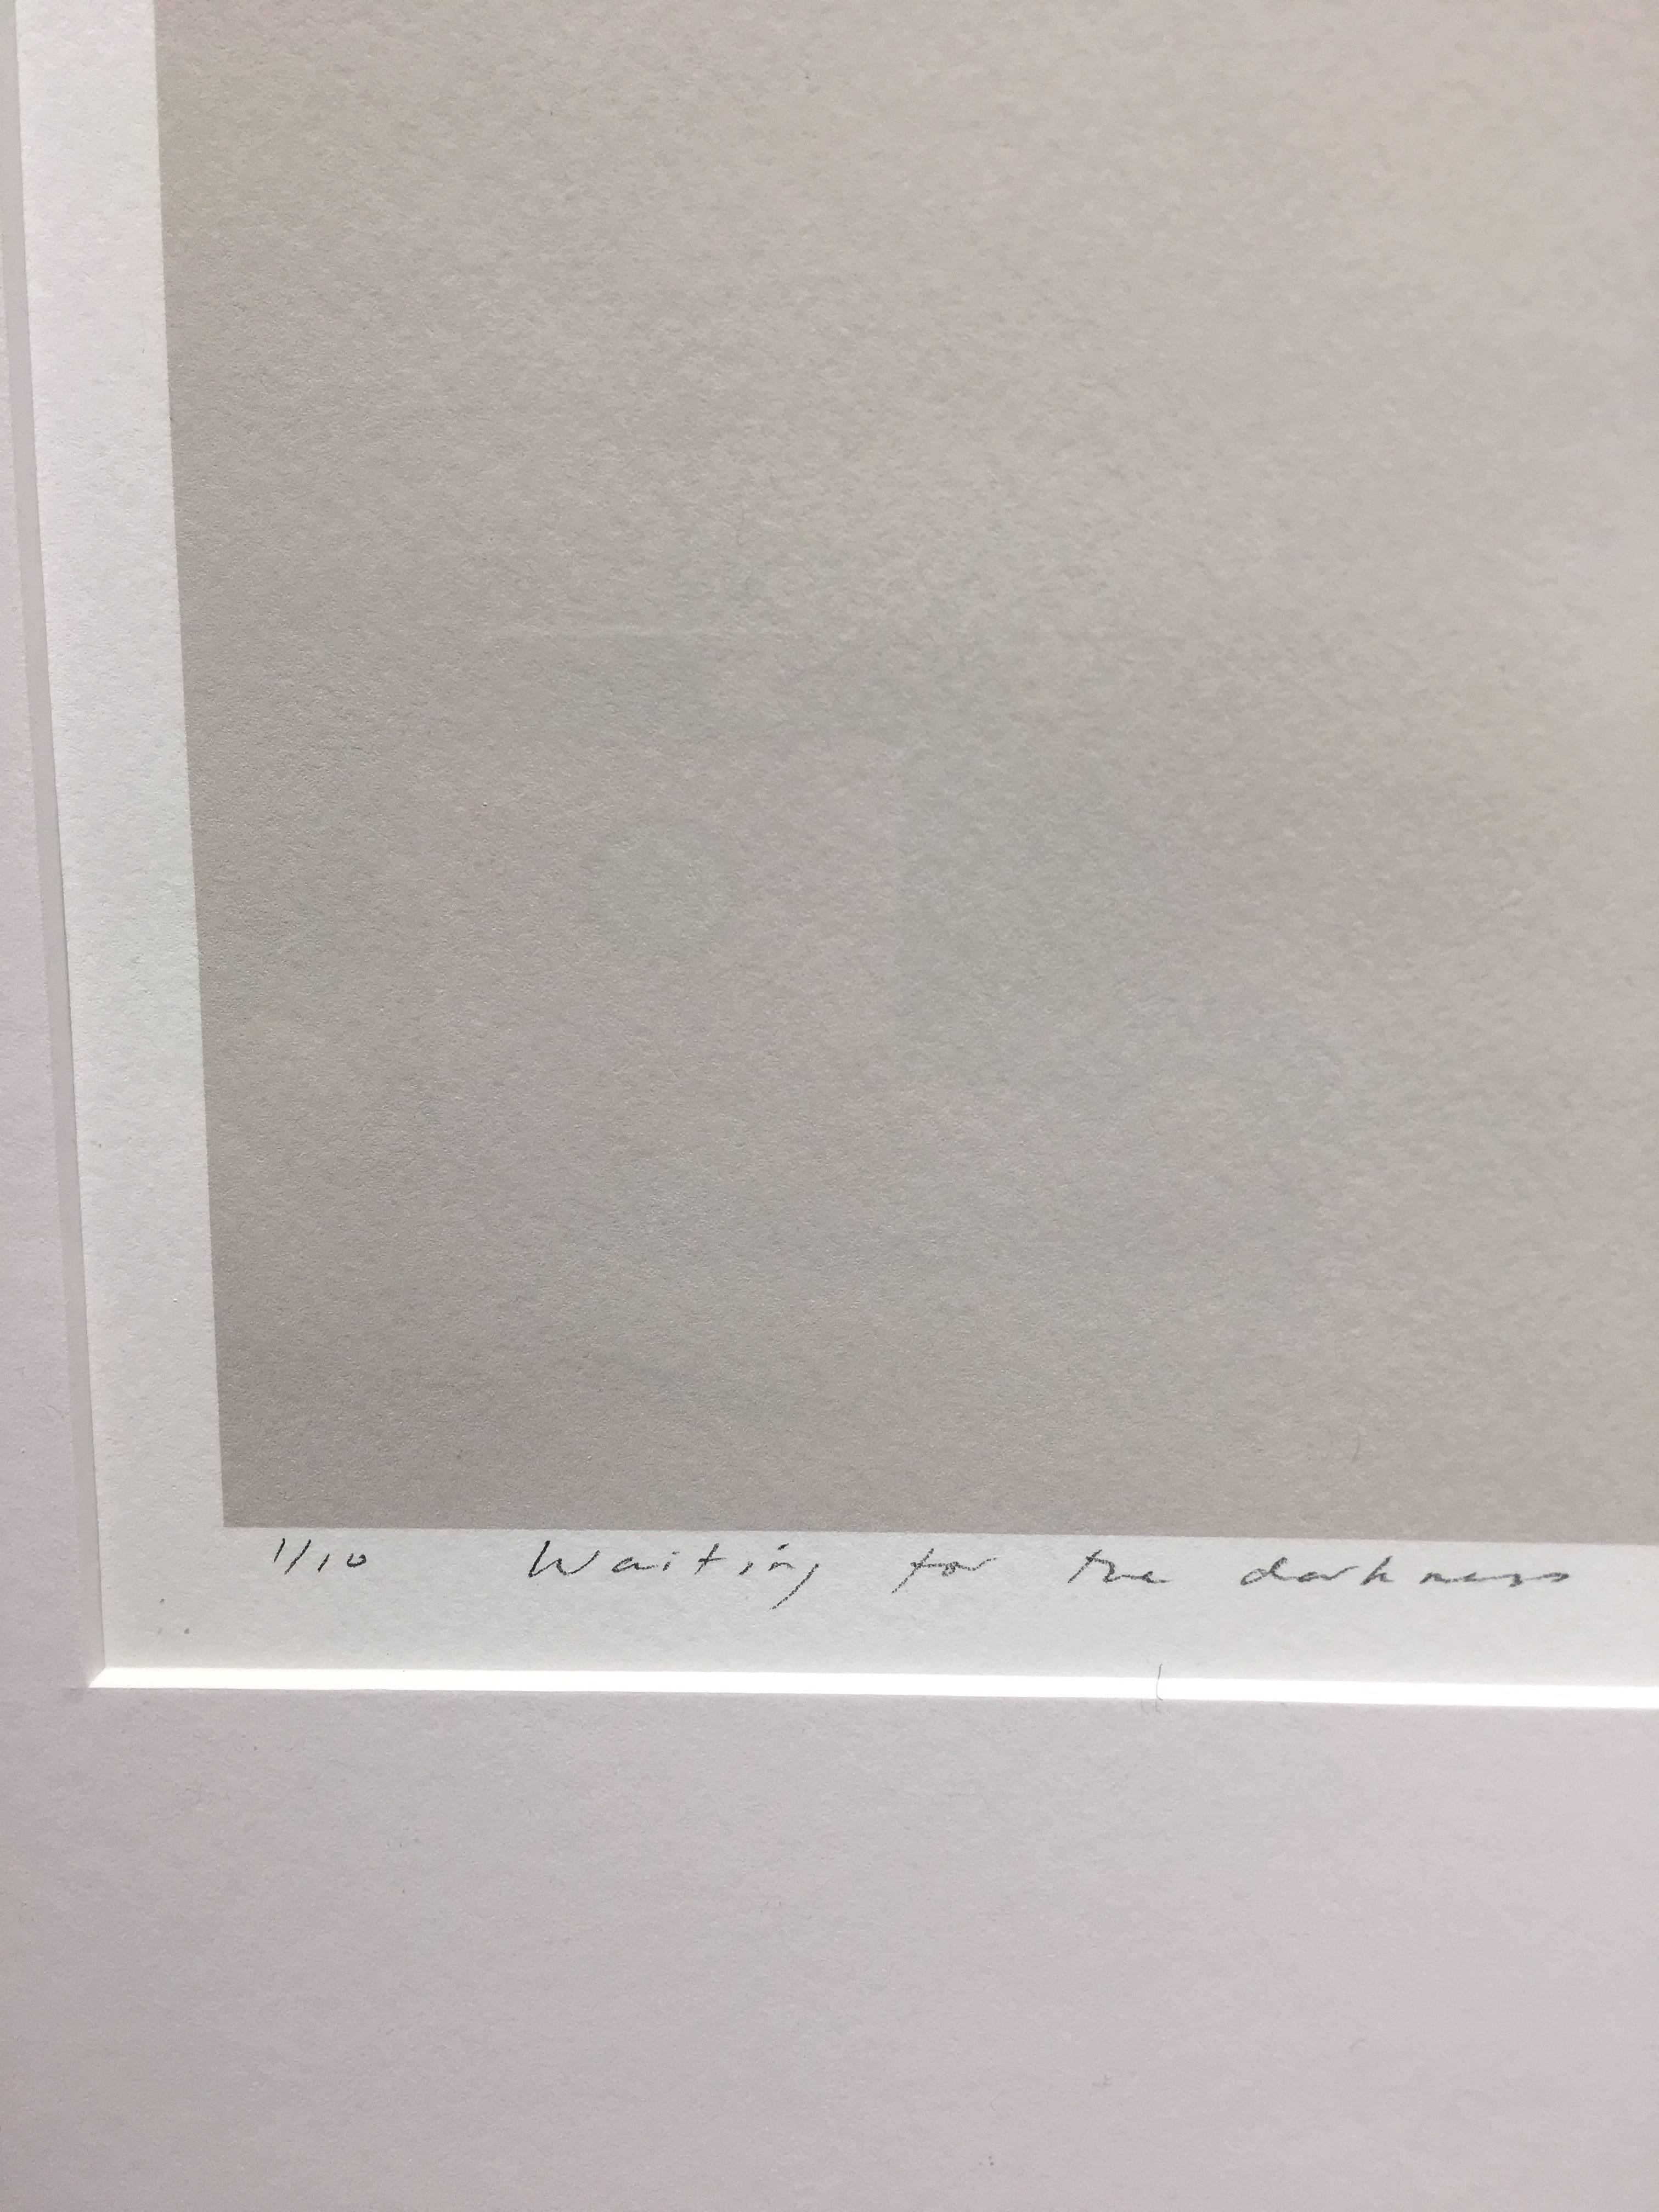 1/10 Waiting for the darkness